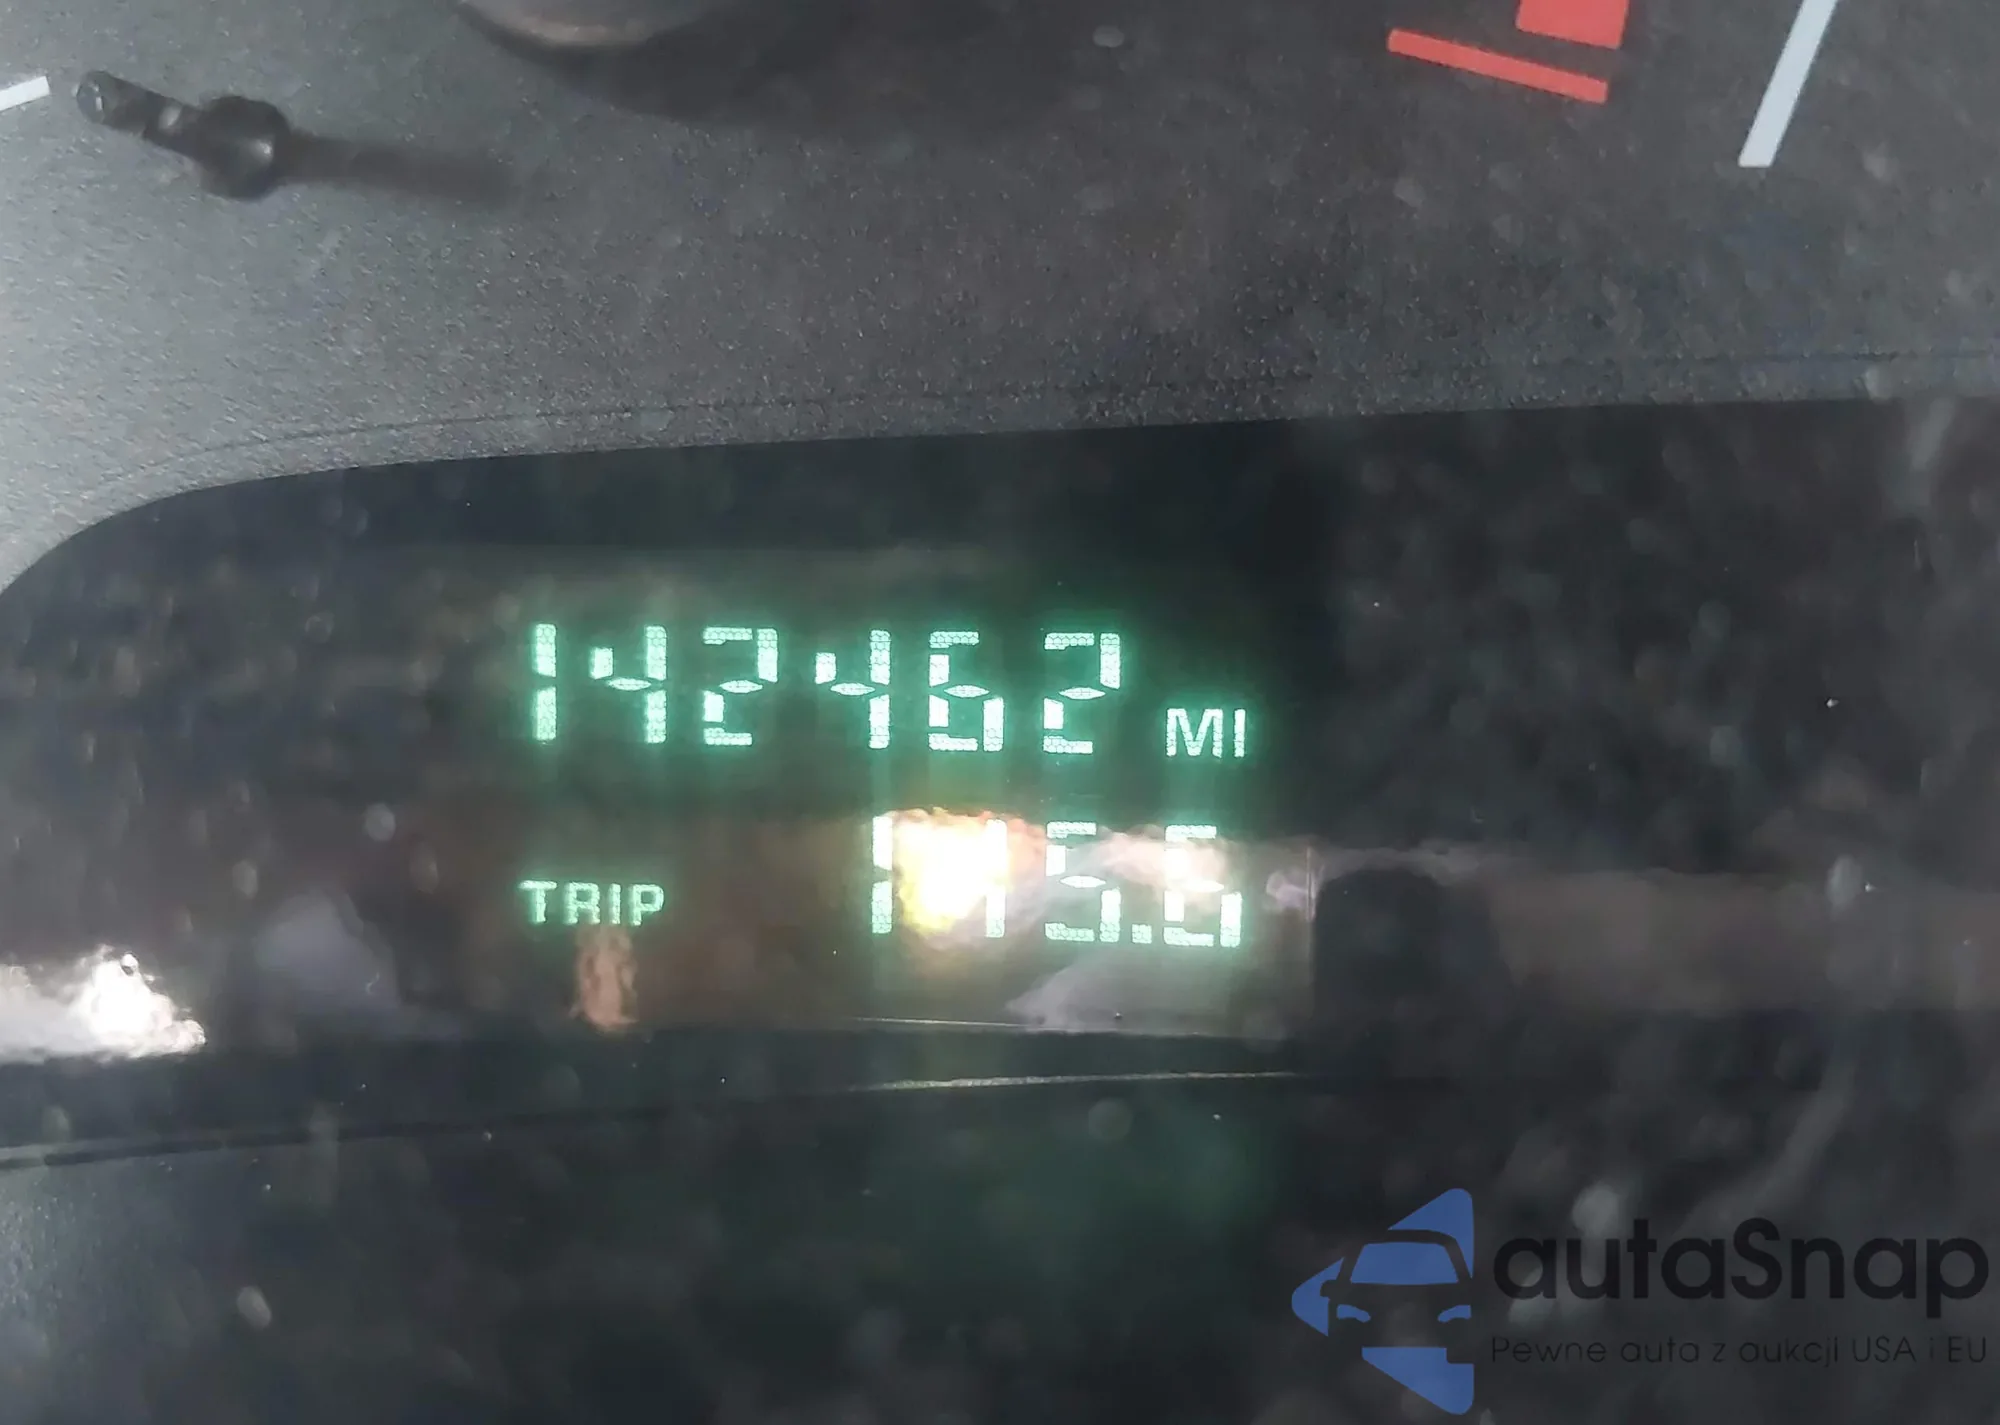 142462 MI
TRIP
autaSnap
Pewne auta z aukcji USA i EU